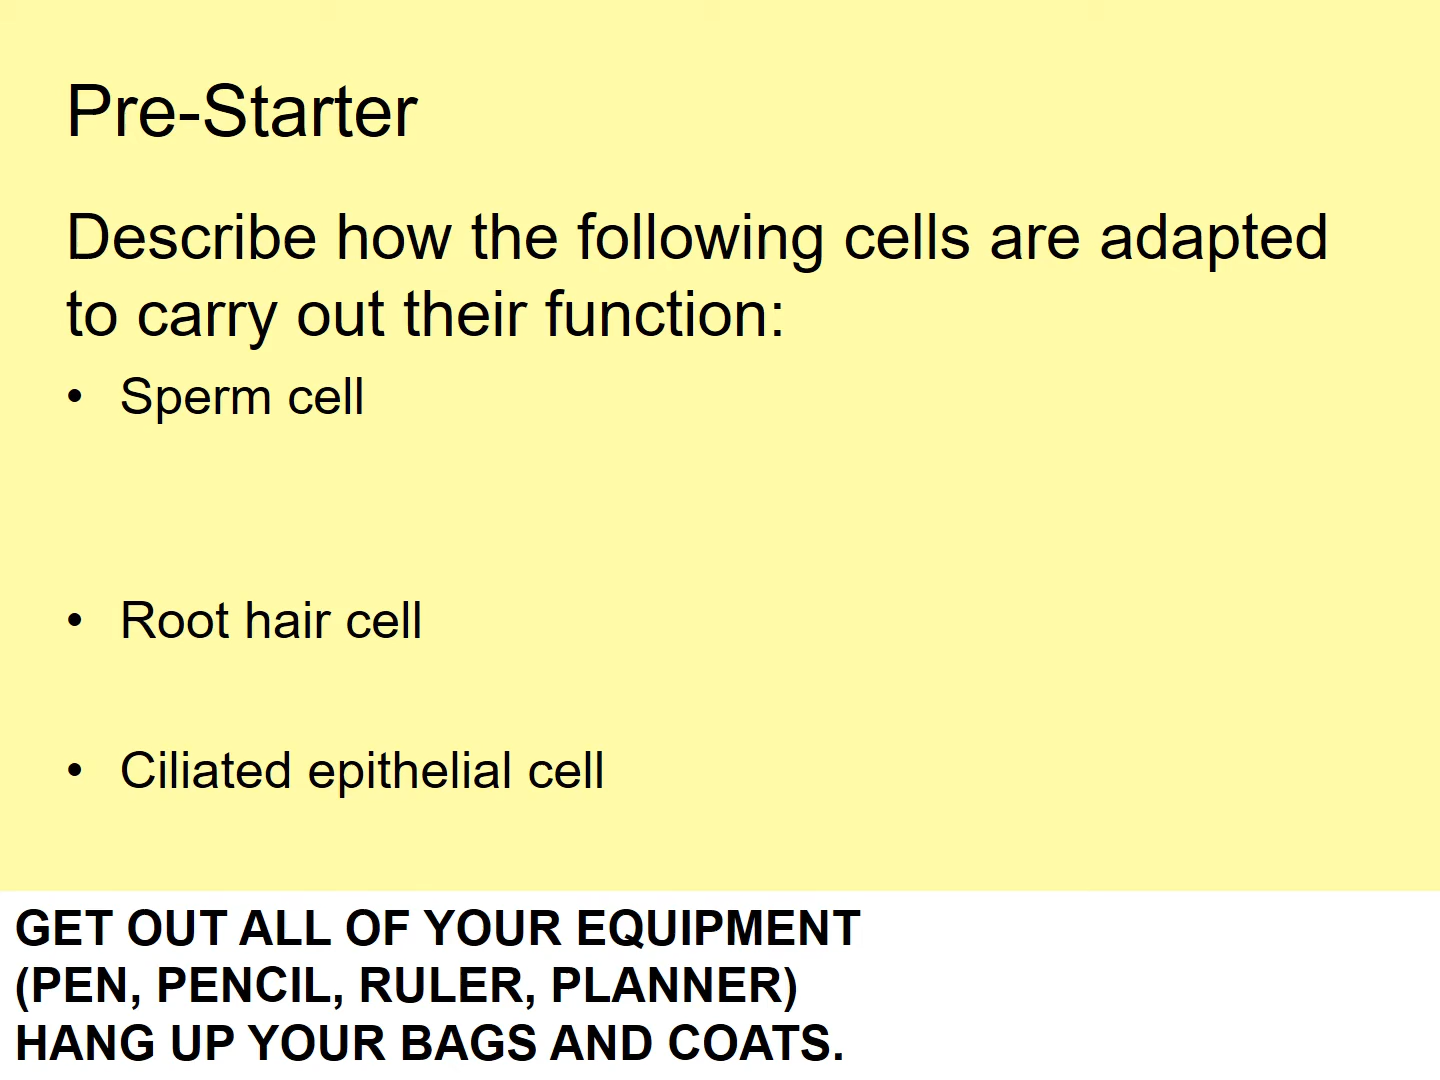 Pre-Starter
Describe how the following cells are adapted
to carry out their function:
• Sperm cell
• Root hair cell
• Ciliated epithelial cell
GET OUT ALL OF YOUR EQUIPMENT
(PEN, PENCIL, RULER, PLANNER)
HANG UP YOUR BAGS AND COATS.